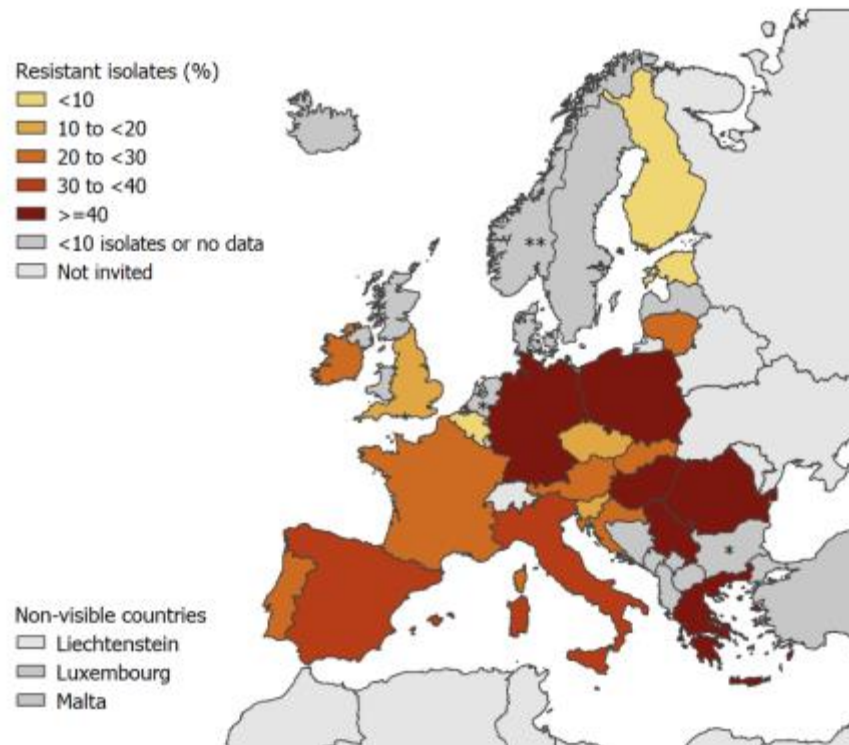 Resistant isolates (%)
<10
10 to <20
20 to <30
30 to <40
>=40
<10 isolates or no data
Not invited
**
*
*
Non-visible countries
Liechtenstein
Luxembourg
Malta